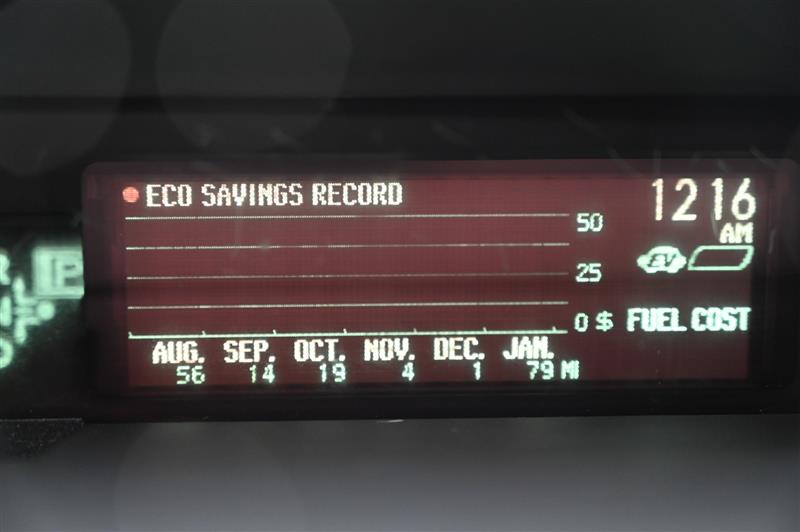 ECO SAVINGS RECORD
12 16
AM
50
EV
25
0 $ FUEL COST
AUG. SEP. OCT. NOV. DEC. JAN.
56 14 19 4 1 79 MI
P